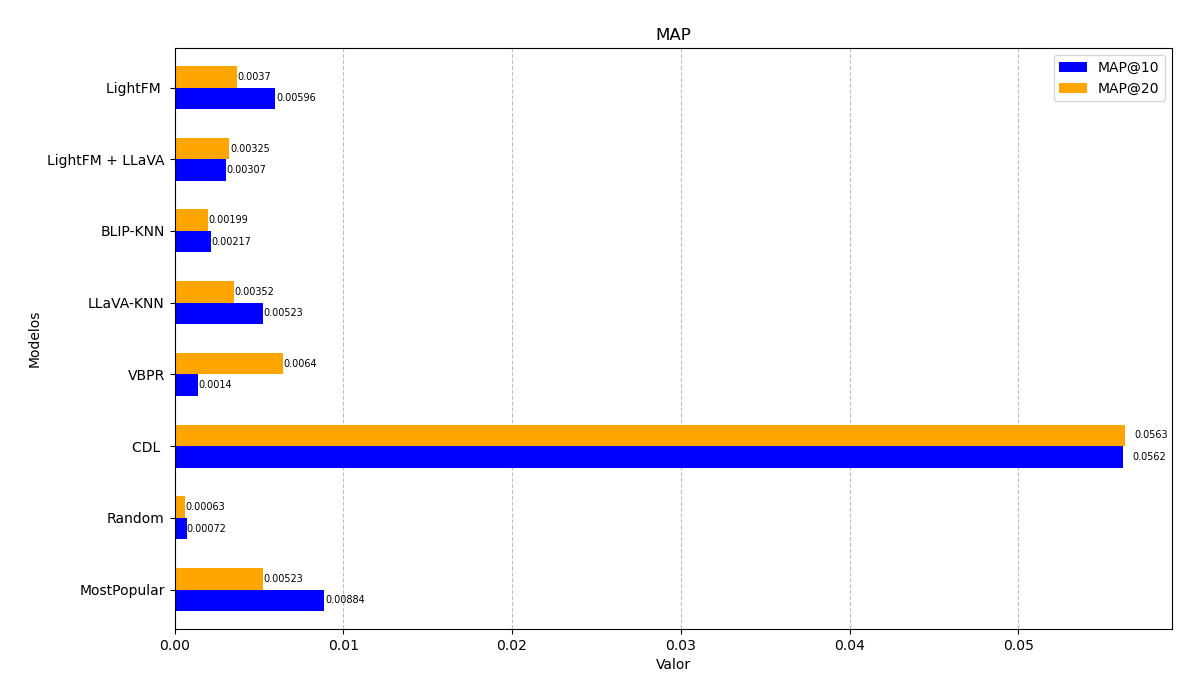 MAP
MAP@10
MAP@20
LightFM
0.0037
0.00596
LightFM + LLaVA
0.00325
0.00307
BLIP-KNN
0.00199
0.00217
LLaVA-KNN
0.00352
0.00523
VBPR
0.0064
0.0014
CDL
0.0563
0.0562
Random
0.00063
0.00072
MostPopular
0.00523
0.00884
Modelos
0.00 0.01 0.02 0.03 0.04 0.05
Valor